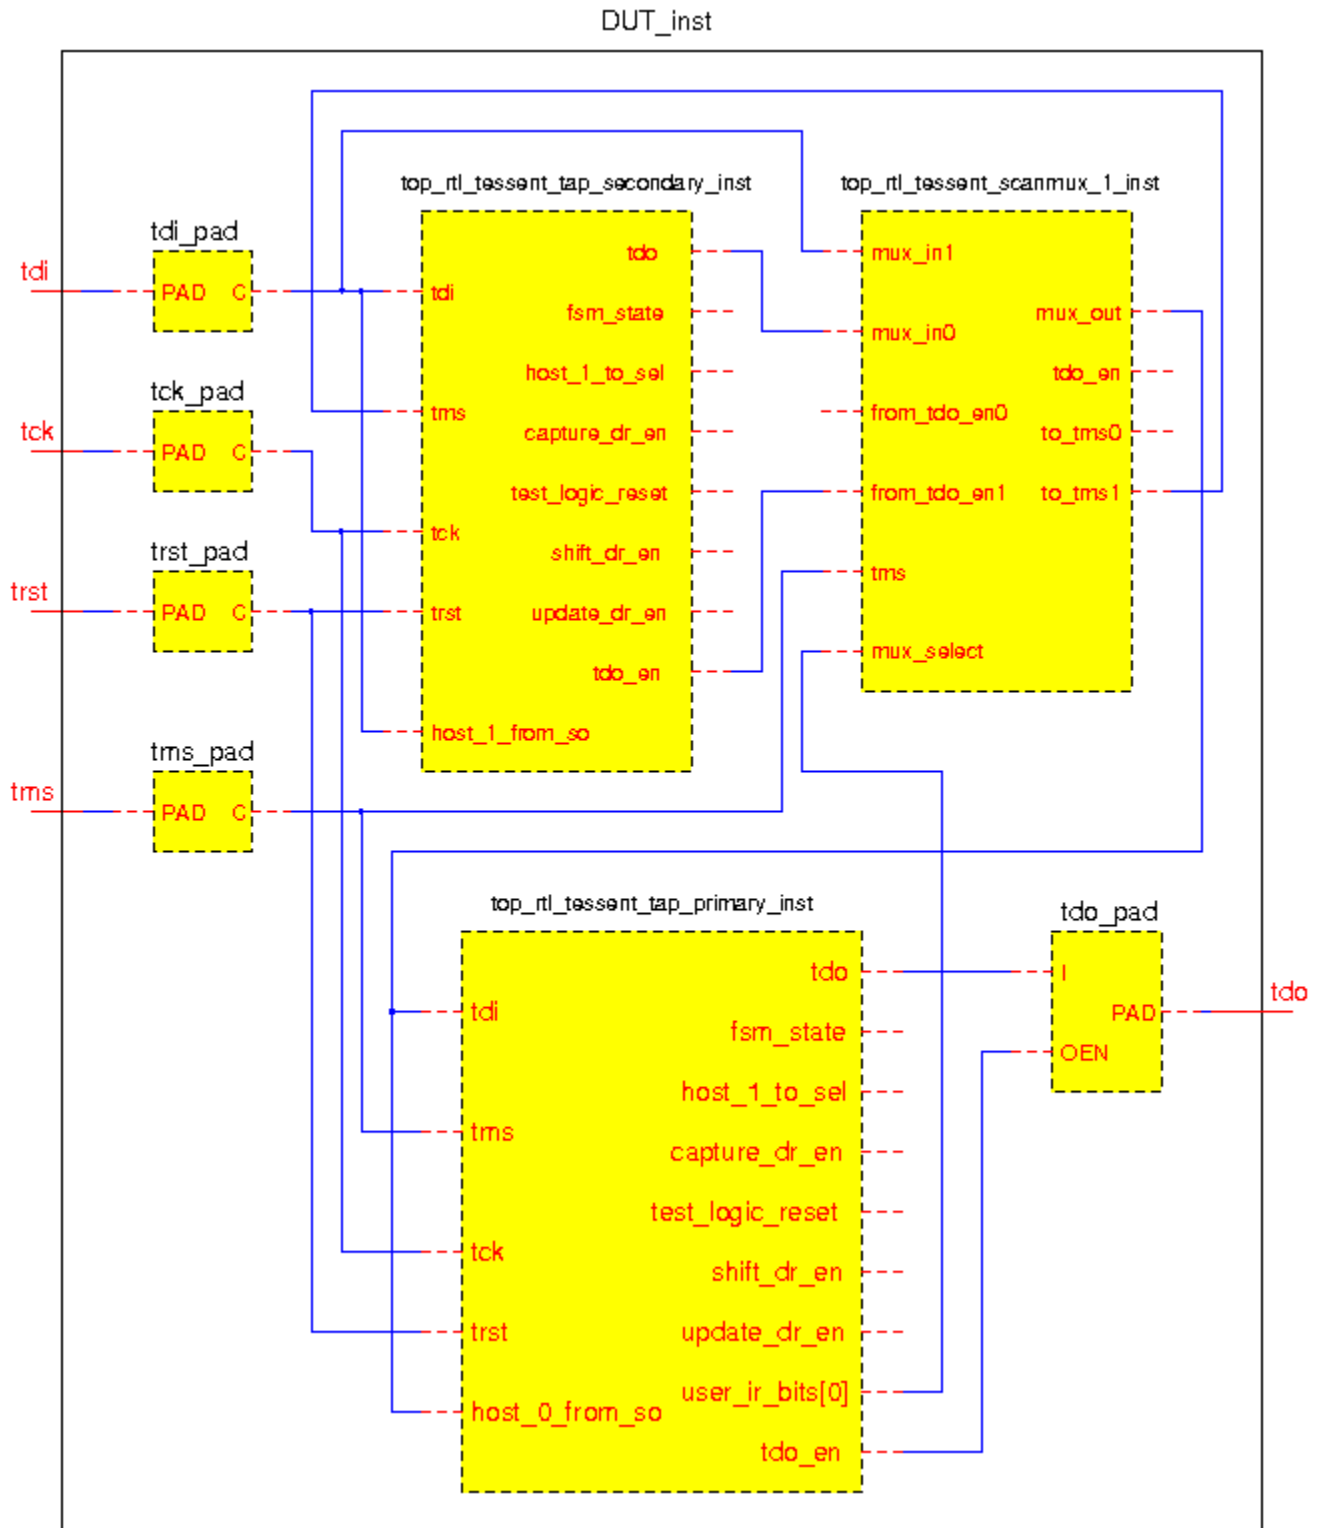 DUT_inst
top_rtl_tessent_tap_secondary_inst
top_rtl_tessent_scanmux_1_inst
tdi_pad
tdi
PAD C
tck_pad
tck
PAD C
trst_pad
trst
PAD C
tms_pad
tms
PAD C
tdo
tdi
fsm_state
host_1_to_sel
tms
capture_dr_en
test_logic_reset
tck
shift_dr_en
trst
update_dr_en
tdo_en
host_1_from_so
mux_in1
mux_out
mux_in0
tdo_en
from_tdo_en0
to_tms0
from_tdo_en1
to_tms1
tms
mux_select
top_rtl_tessent_tap_primary_inst
tdo
tdi
fsm_state
host_1_to_sel
tms
capture_dr_en
test_logic_reset
tck
shift_dr_en
trst
update_dr_en
user_ir_bits[0]
host_0_from_so
tdo_en
tdo_pad
I
PAD
OEN
tdo